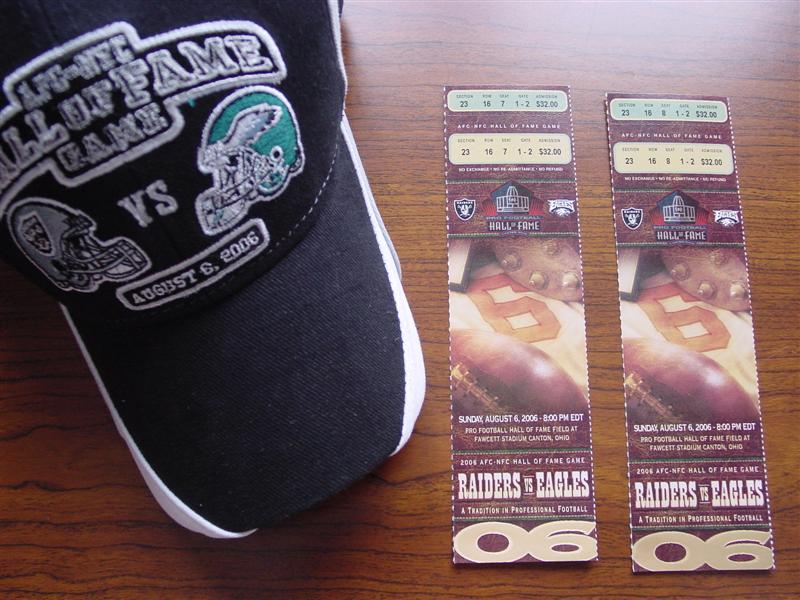 AFC-NFC
HALL OF FAME
GAME
VS
AUGUST 6, 2006
SECTION ROW SEAT GATE ADMISSION
23 16 7 1-2 $32.00
AFC-NFC HALL OF FAME GAME
SECTION ROW SEAT GATE ADMISSION
23 16 7 1-2 $32.00
NO EXCHANGE • NO RE-ADMITTANCE • NO REFUND
RAIDERS
EAGLES
PRO FOOTBALL
HALL OF FAME
6
SUNDAY, AUGUST 6, 2006 - 8:00 PM EDT
PRO FOOTBALL HALL OF FAME FIELD AT
FAWCETT STADIUM CANTON, OHIO
2006 AFC-NFC HALL OF FAME GAME
RAIDERS VS EAGLES
A TRADITION IN PROFESSIONAL FOOTBALL
06
SECTION ROW SEAT GATE ADMISSION
23 16 8 1-2 $32.00
AFC-NFC HALL OF FAME GAME
SECTION ROW SEAT GATE ADMISSION
23 16 8 1-2 $32.00
NO EXCHANGE • NO RE-ADMITTANCE • NO REFUND
RAIDERS
EAGLES
PRO FOOTBALL
HALL OF FAME
6
SUNDAY, AUGUST 6, 2006 - 8:00 PM EDT
PRO FOOTBALL HALL OF FAME FIELD AT
FAWCETT STADIUM CANTON, OHIO
2006 AFC-NFC HALL OF FAME GAME
RAIDERS VS EAGLES
A TRADITION IN PROFESSIONAL FOOTBALL
06